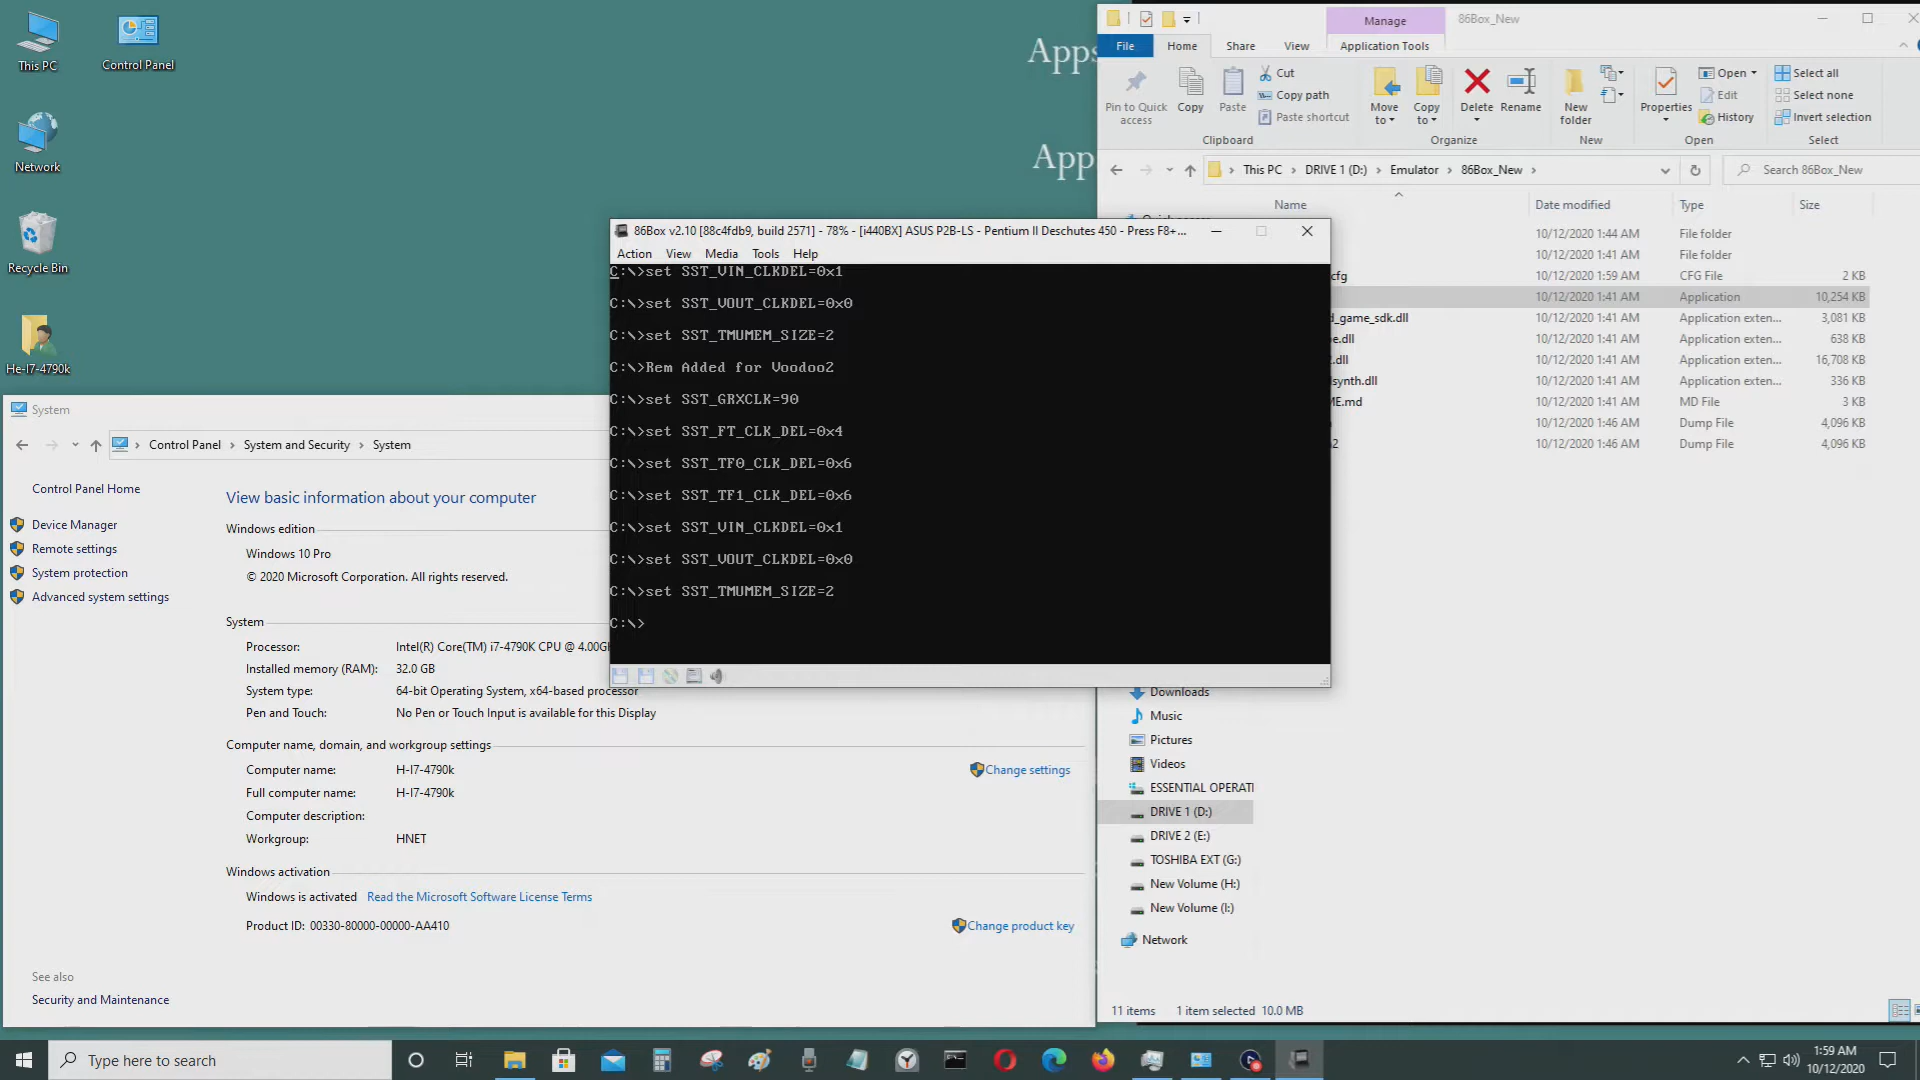 This PC
Control Panel
Network
Recycle Bin
He-I7-4790k
Apps
App
Manage
86Box_New
File
Home
Share
View
Application Tools
Pin to Quick access
Copy
Paste
Cut
Copy path
Paste shortcut
Move to
Copy to
Delete
Rename
New folder
Properties
Open
Edit
History
Select all
Select none
Invert selection
Clipboard
Organize
New
Open
Select
This PC
DRIVE 1 (D:)
Emulator
86Box_New
Search 86Box_New
Name
Date modified
Type
Size
10/12/2020 1:44 AM File folder
10/12/2020 1:41 AM File folder
cfg 10/12/2020 1:59 AM CFG File 2 KB
10/12/2020 1:41 AM Application 10,254 KB
d_game_sdk.dll 10/12/2020 1:41 AM Application exten... 3,081 KB
e.dll 10/12/2020 1:41 AM Application exten... 638 KB
.dll 10/12/2020 1:41 AM Application exten... 16,708 KB
synth.dll 10/12/2020 1:41 AM Application exten... 336 KB
ME.md 10/12/2020 1:41 AM MD File 3 KB
10/12/2020 1:46 AM Dump File 4,096 KB
10/12/2020 1:46 AM Dump File 4,096 KB
86Box v2.10 [88c4fdb9, build 2571] - 78% - [i440BX] ASUS P2B-LS - Pentium II Deschutes 450 - Press F8+...
Action View Media Tools Help
C:\>set SST_VIN_CLKDEL=0x1
C:\>set SST_VOUT_CLKDEL=0x0
C:\>set SST_TMUMEM_SIZE=2
C:\>Rem Added for Voodoo2
C:\>set SST_GRXCLK=90
C:\>set SST_FT_CLK_DEL=0x4
C:\>set SST_TF0_CLK_DEL=0x6
C:\>set SST_TF1_CLK_DEL=0x6
C:\>set SST_VIN_CLKDEL=0x1
C:\>set SST_VOUT_CLKDEL=0x0
C:\>set SST_TMUMEM_SIZE=2
C:\>
System
Control Panel
System and Security
System
Control Panel Home
Device Manager
Remote settings
System protection
Advanced system settings
View basic information about your computer
Windows edition
Windows 10 Pro
© 2020 Microsoft Corporation. All rights reserved.
System
Processor: Intel(R) Core(TM) i7-4790K CPU @ 4.00GH
Installed memory (RAM): 32.0 GB
System type: 64-bit Operating System, x64-based processor
Pen and Touch: No Pen or Touch Input is available for this Display
Computer name, domain, and workgroup settings
Computer name: H-I7-4790k
Change settings
Full computer name: H-I7-4790k
Computer description:
Workgroup: HNET
Windows activation
Windows is activated Read the Microsoft Software License Terms
Product ID: 00330-80000-00000-AA410
Change product key
See also
Security and Maintenance
Downloads
Music
Pictures
Videos
ESSENTIAL OPERATI
DRIVE 1 (D:)
DRIVE 2 (E:)
TOSHIBA EXT (G:)
New Volume (H:)
New Volume (I:)
Network
11 items
1 item selected 10.0 MB
Type here to search
1:59 AM
10/12/2020